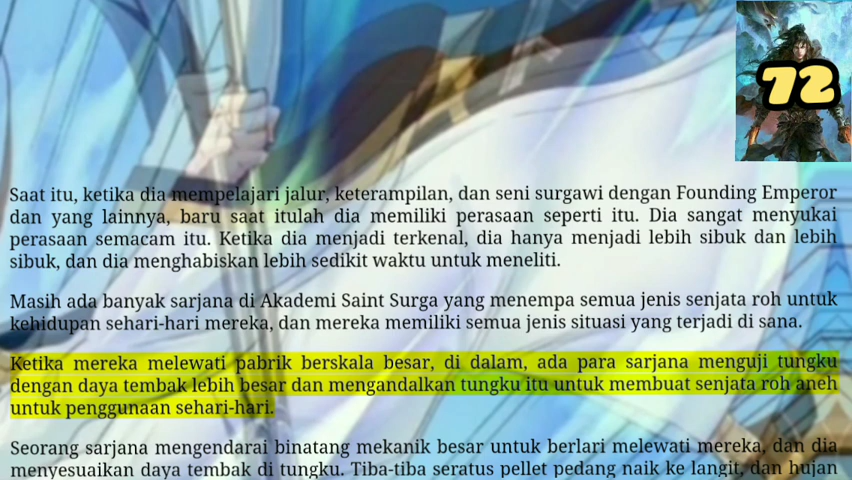 72
Saat itu, ketika dia mempelajari jalur, keterampilan, dan seni surgawi dengan Founding Emperor
dan yang lainnya, baru saat itulah dia memiliki perasaan seperti itu. Dia sangat menyukai
perasaan semacam itu. Ketika dia menjadi terkenal, dia hanya menjadi lebih sibuk dan lebih
sibuk, dan dia menghabiskan lebih sedikit waktu untuk meneliti.
Masih ada banyak sarjana di Akademi Saint Surga yang menempa semua jenis senjata roh untuk
kehidupan sehari-hari mereka, dan mereka memiliki semua jenis situasi yang terjadi di sana.
Ketika mereka melewati pabrik berskala besar, di dalam, ada para sarjana menguji tungku
dengan daya tembak lebih besar dan mengandalkan tungku itu untuk membuat senjata roh aneh
untuk penggunaan sehari-hari.
Seorang sarjana mengendarai binatang mekanik besar untuk berlari melewati mereka, dan dia
menyesuaikan daya tembak di tungku. Tiba-tiba seratus pellet pedang naik ke langit, dan hujan